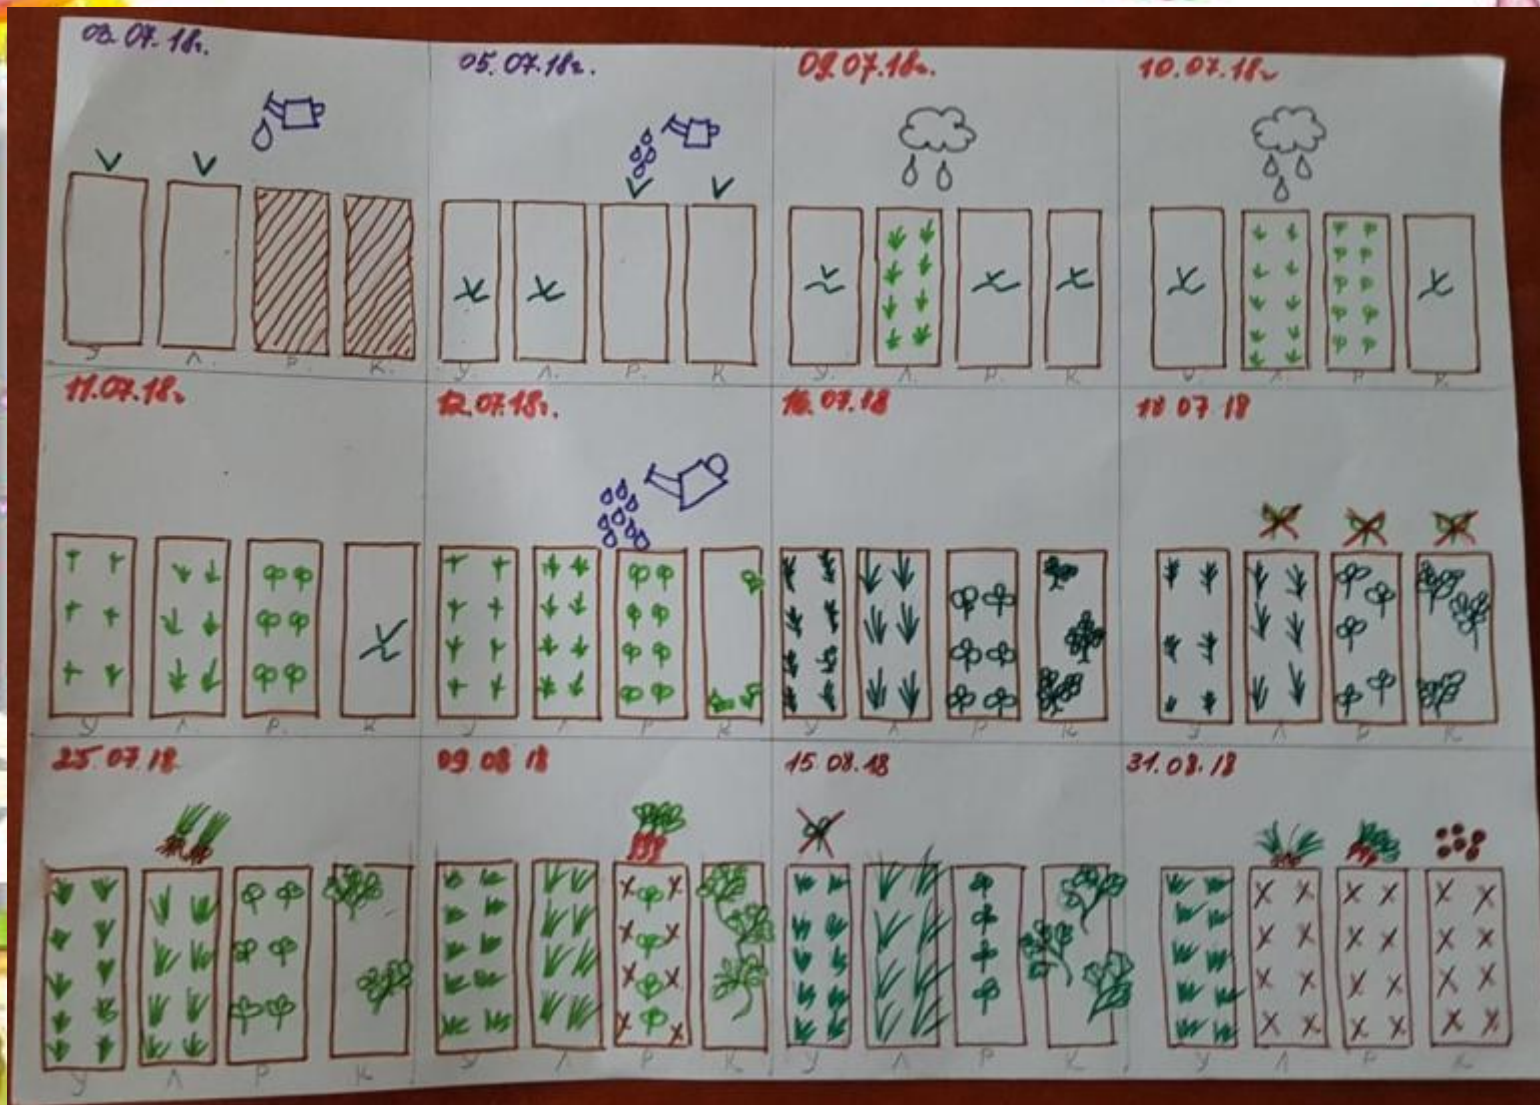 03.07.18г.
05.07.18г.
09.07.18г.
10.07.18г
У. Л. Р. К.
У. Л. Р. К
У. Л. Р. К.
У. Л. Р. К.
11.07.18г
12.07.18г.
16.07.18
18 07 18
У Л. Р. К
У Л Р К
У Л Р К
У Л Р К
25.07.18
09 08 18
15.08.18
31.08.18
У Л Р К
У Л Р К
У Л Р К
У Л Р К